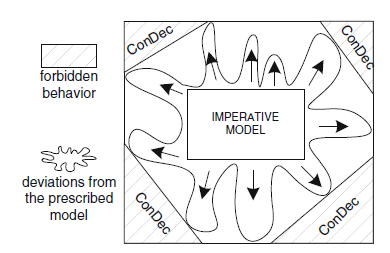 ConDec
ConDec
forbidden
behavior
IMPERATIVE
MODEL
deviations from
the prescribed
model
ConDec
ConDec